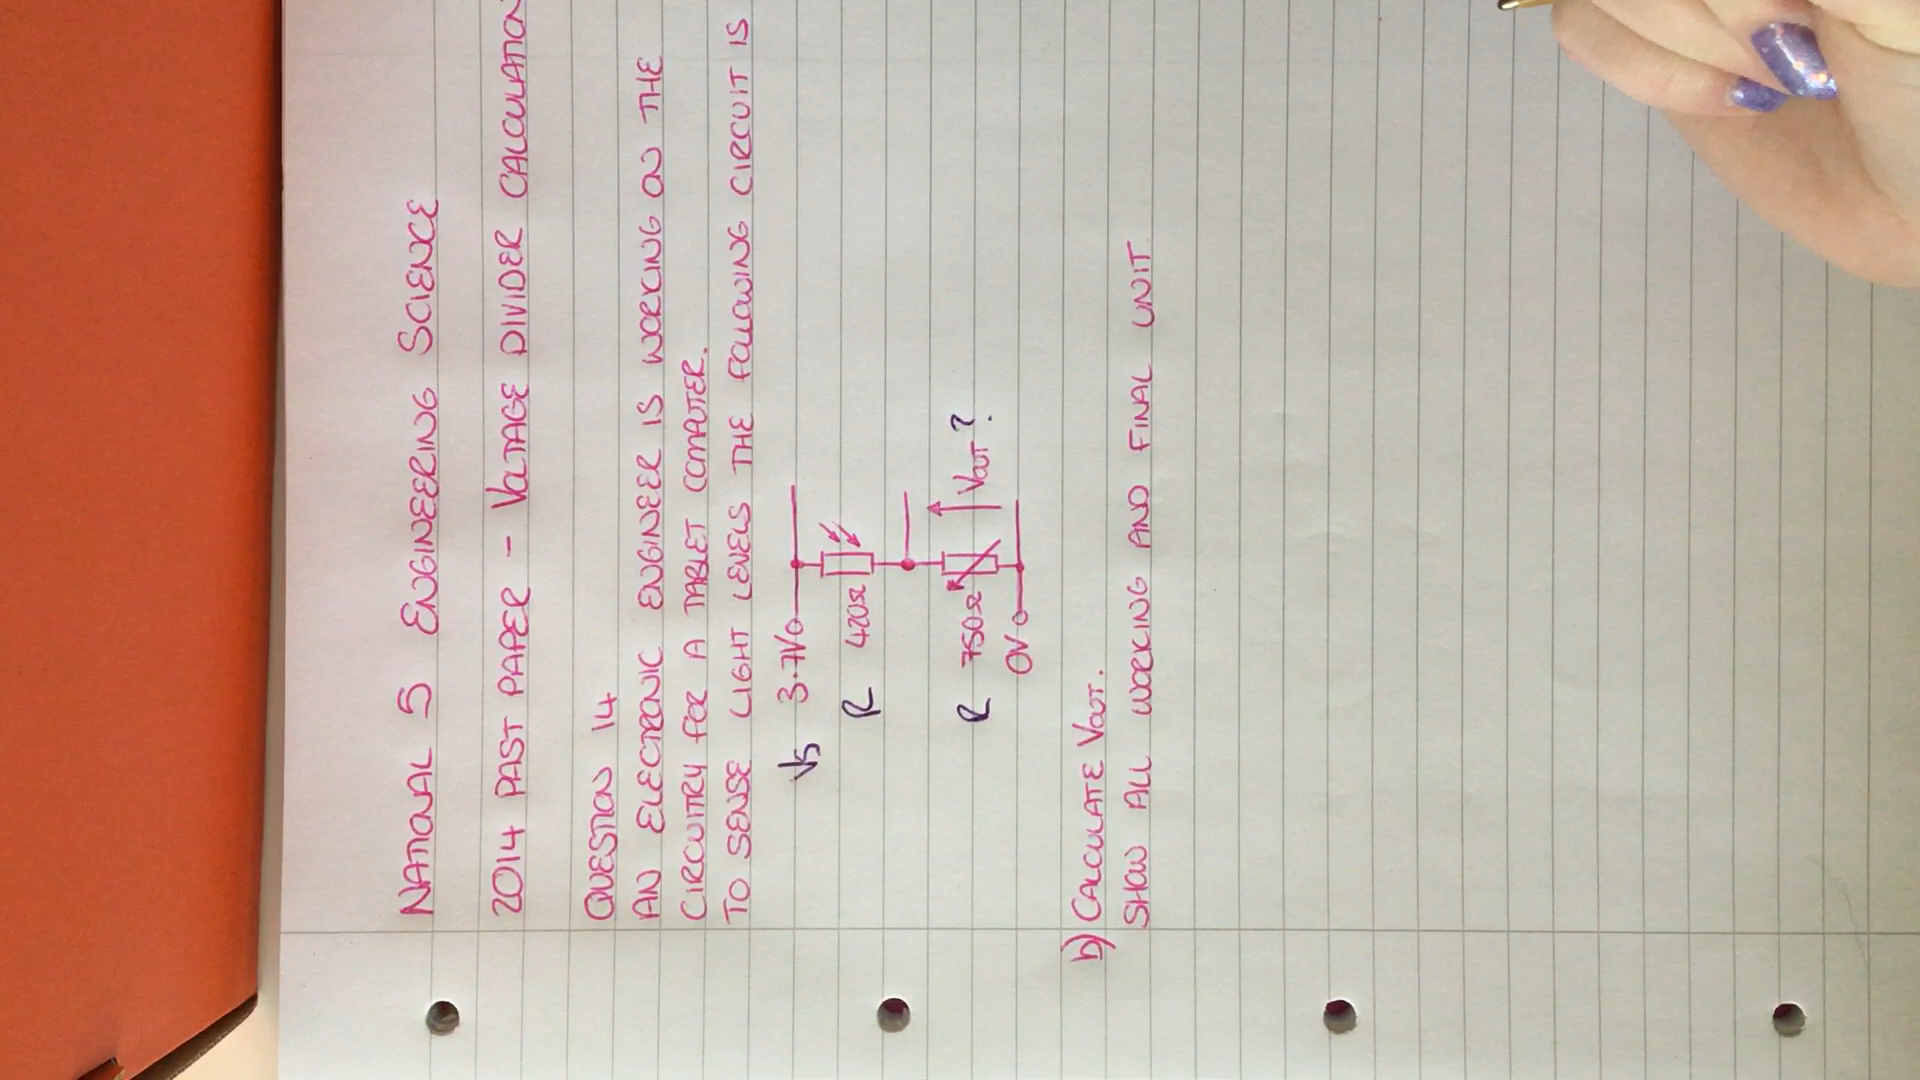 NATIONAL 5 ENGINEERING SCIENCE
2014 PAST PAPER - VOLTAGE DIVIDER CALCULATION
QUESTION 14
AN ELECTRONIC ENGINEER IS WORKING ON THE
CIRCUITRY FOR A TABLET COMPUTER.
TO SENSE LIGHT LEVELS THE FOLLOWING CIRCUIT IS
Vs 3.7V
R 420Ω
R 750Ω VOUT?
0V
b) CALCULATE VOUT.
SHOW ALL WORKING AND FINAL UNIT